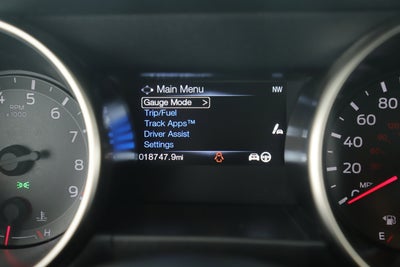 Main Menu NW
Gauge Mode >
Trip/Fuel
Track Apps™
Driver Assist
Settings
018747.9mi
RPM
x1000
4
5
6
7
8
9
H
80
60
40
20
MPH
E